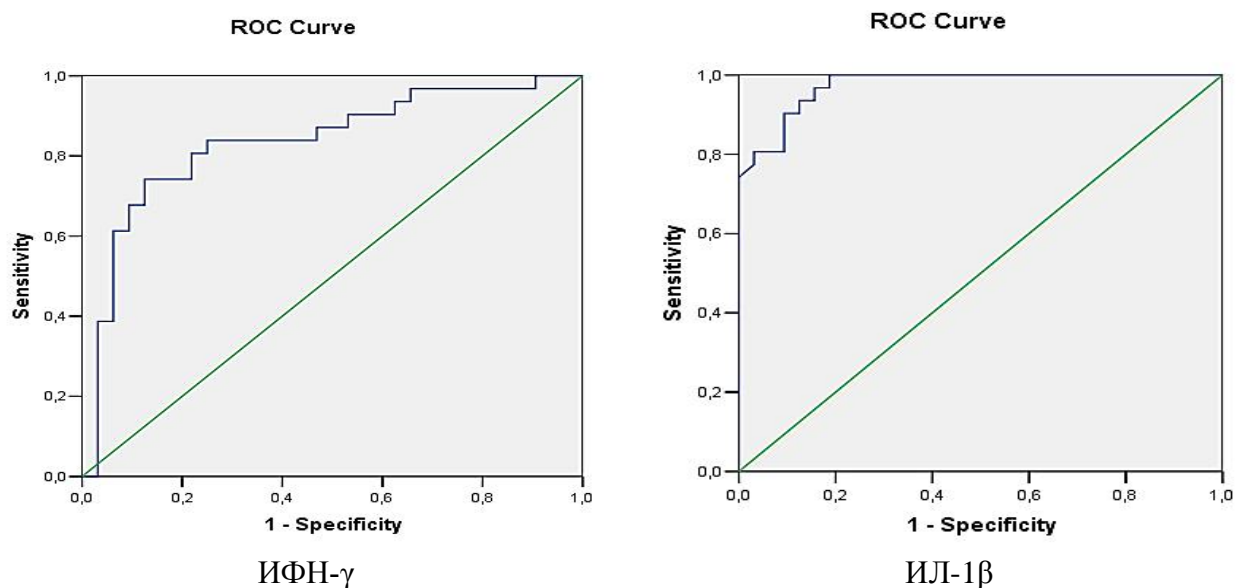 ROC Curve
1,0
0,8
0,6
0,4
0,2
0,0
Sensitivity
0,0 0,2 0,4 0,6 0,8 1,0
1 - Specificity
ИФН-γ
ROC Curve
1,0
0,8
0,6
0,4
0,2
0,0
Sensitivity
0,0 0,2 0,4 0,6 0,8 1,0
1 - Specificity
ИЛ-1β